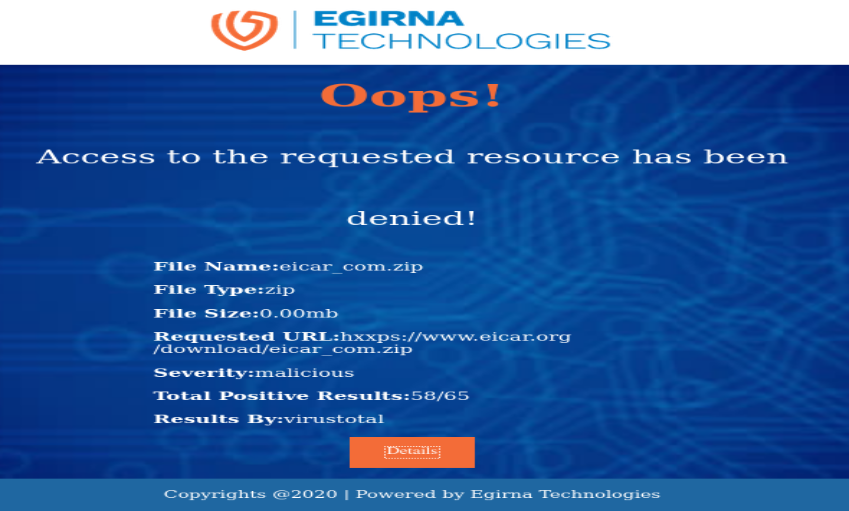 EGIRNA
TECHNOLOGIES
Oops!
Access to the requested resource has been
denied!
File Name:eicar_com.zip
File Type:zip
File Size:0.00mb
Requested URL:hxxps://www.eicar.org
/download/eicar_com.zip
Severity:malicious
Total Positive Results:58/65
Results By:virustotal
Details
Copyrights @2020 | Powered by Egirna Technologies